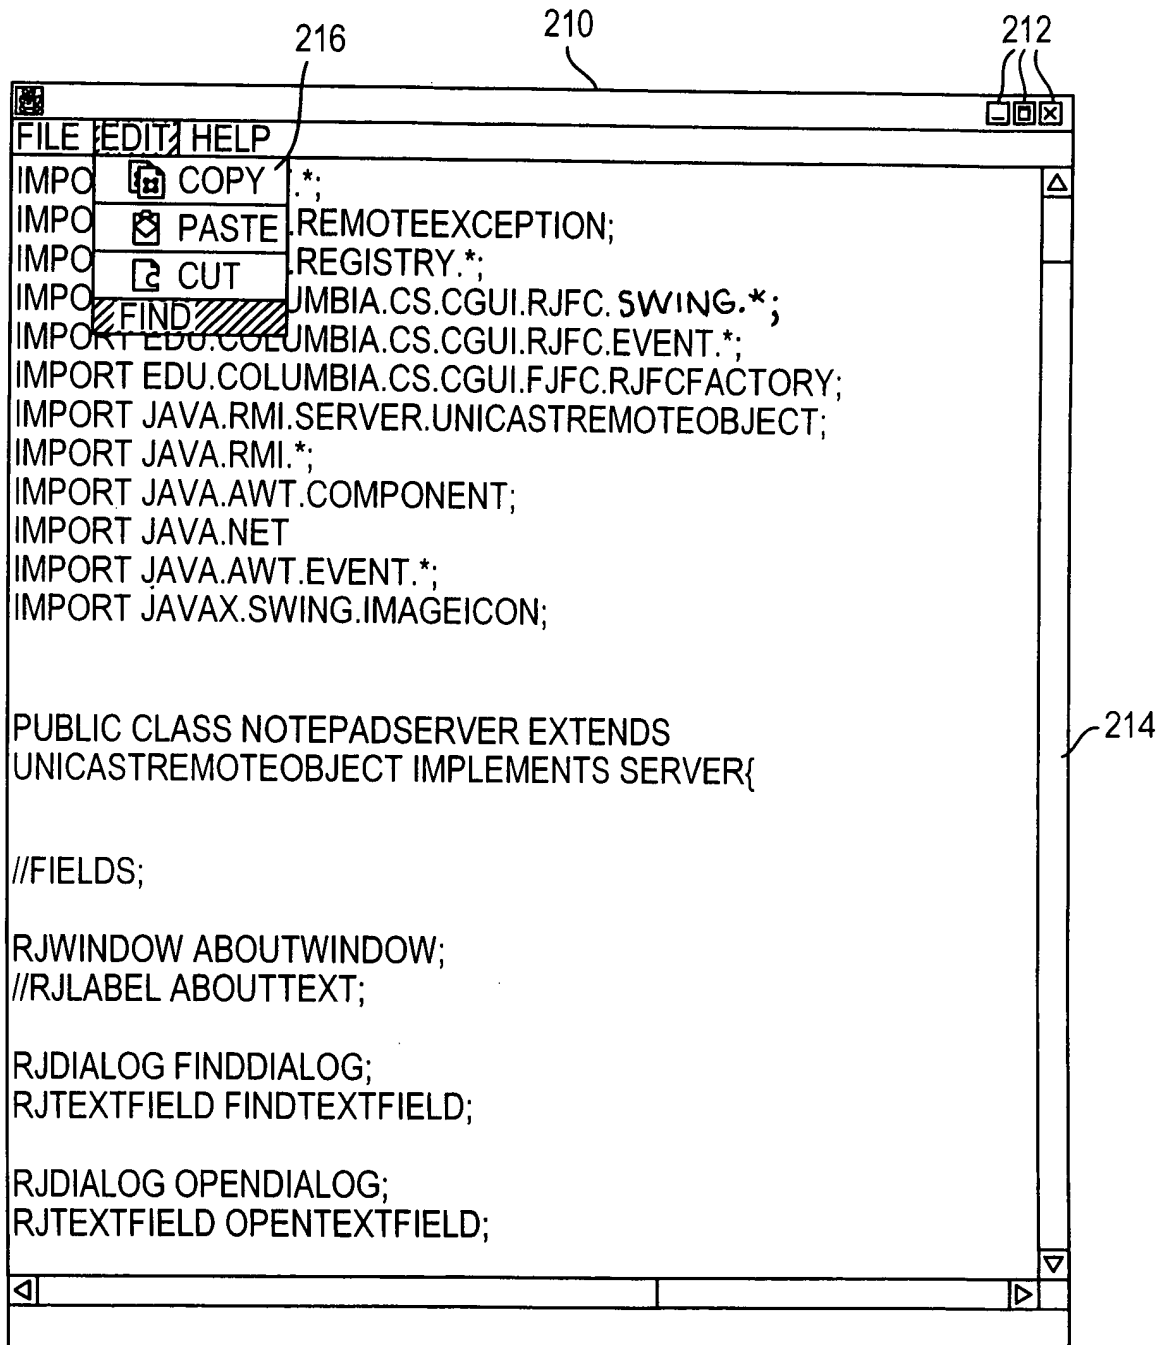 216
210
212
FILE EDIT HELP
COPY
PASTE
CUT
FIND
IMPO .*;
IMPO .REMOTEEXCEPTION;
IMPO .REGISTRY.*;
IMPO UMBIA.CS.CGUI.RJFC.SWING.*;
IMPORT EDU.COLUMBIA.CS.CGUI.RJFC.EVENT.*;
IMPORT EDU.COLUMBIA.CS.CGUI.FJFC.RJFCFACTORY;
IMPORT JAVA.RMI.SERVER.UNICASTREMOTEOBJECT;
IMPORT JAVA.RMI.*;
IMPORT JAVA.AWT.COMPONENT;
IMPORT JAVA.NET
IMPORT JAVA.AWT.EVENT.*;
IMPORT JAVAX.SWING.IMAGEICON;
PUBLIC CLASS NOTEPADSERVER EXTENDS
UNICASTREMOTEOBJECT IMPLEMENTS SERVER{
214
//FIELDS;
RJWINDOW ABOUTWINDOW;
//RJLABEL ABOUTTEXT;
RJDIALOG FINDDIALOG;
RJTEXTFIELD FINDTEXTFIELD;
RJDIALOG OPENDIALOG;
RJTEXTFIELD OPENTEXTFIELD;